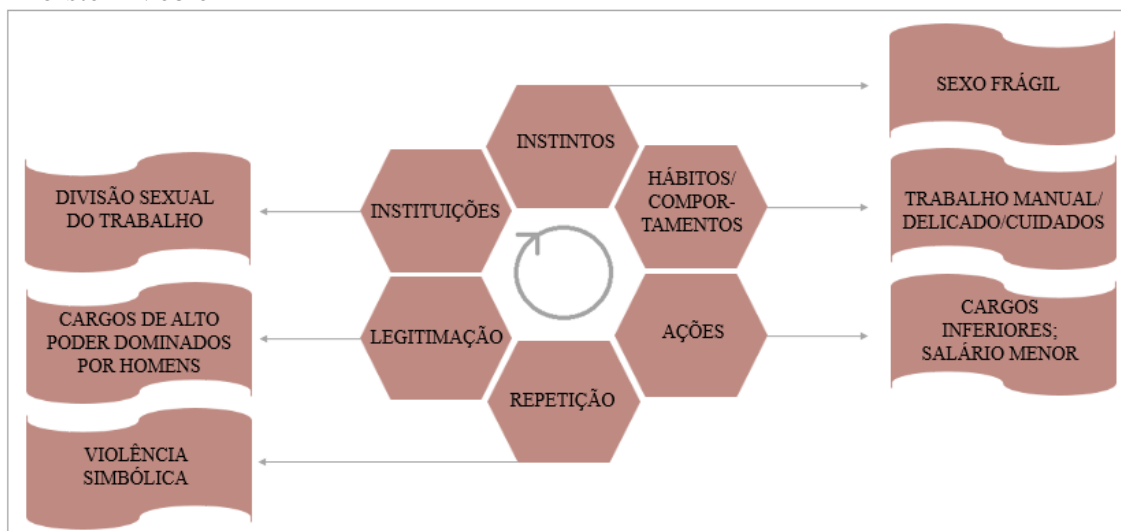 SEXO FRÁGIL
INSTINTOS
HÁBITOS/
COMPOR-
TAMENTOS
TRABALHO MANUAL/
DELICADO/CUIDADOS
DIVISÃO SEXUAL
DO TRABALHO
INSTITUIÇÕES
CARGOS
INFERIORES;
SALÁRIO MENOR
AÇÕES
CARGOS DE ALTO
PODER DOMINADOS
POR HOMENS
LEGITIMAÇÃO
REPETIÇÃO
VIOLÊNCIA
SIMBÓLICA